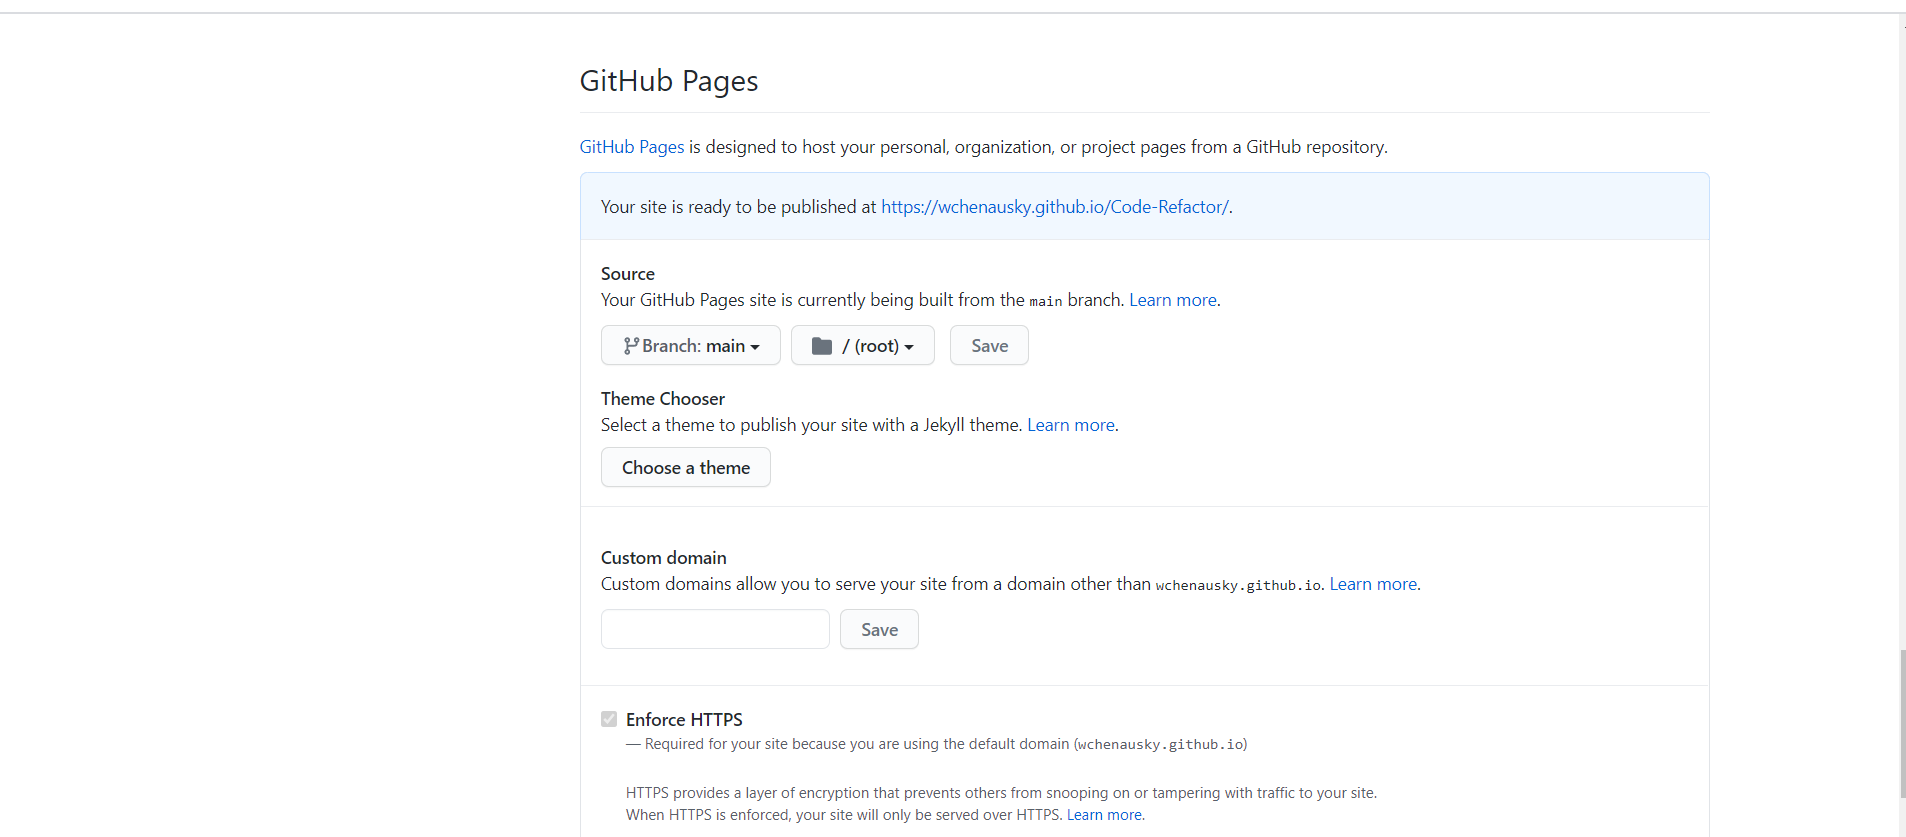 GitHub Pages
GitHub Pages is designed to host your personal, organization, or project pages from a GitHub repository.
Your site is ready to be published at https://wchenausky.github.io/Code-Refactor/.
Source
Your GitHub Pages site is currently being built from the main branch. Learn more.
Branch: main / (root) Save
Theme Chooser
Select a theme to publish your site with a Jekyll theme. Learn more.
Choose a theme
Custom domain
Custom domains allow you to serve your site from a domain other than wchenausky.github.io. Learn more.
Save
Enforce HTTPS
— Required for your site because you are using the default domain (wchenausky.github.io)
HTTPS provides a layer of encryption that prevents others from snooping on or tampering with traffic to your site.
When HTTPS is enforced, your site will only be served over HTTPS. Learn more.